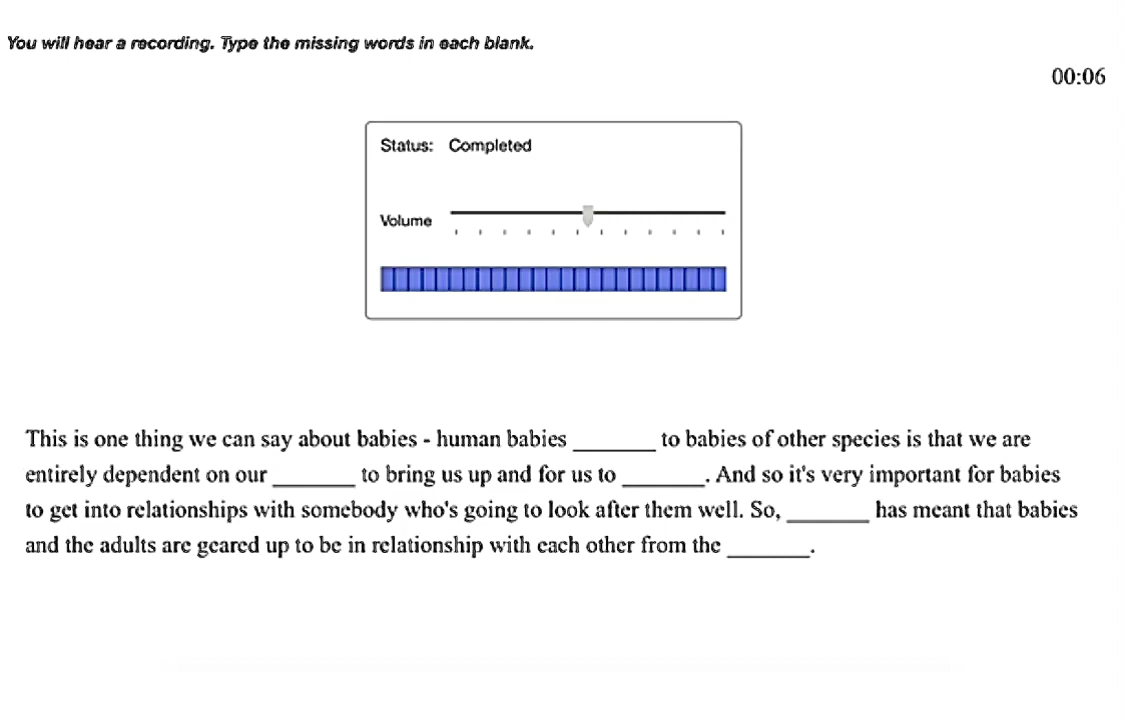 You will hear a recording. Type the missing words in each blank.
00:06
Status: Completed
Volume
This is one thing we can say about babies - human babies _______ to babies of other species is that we are
entirely dependent on our _______ to bring us up and for us to _______. And so it's very important for babies
to get into relationships with somebody who's going to look after them well. So, _______ has meant that babies
and the adults are geared up to be in relationship with each other from the _______.